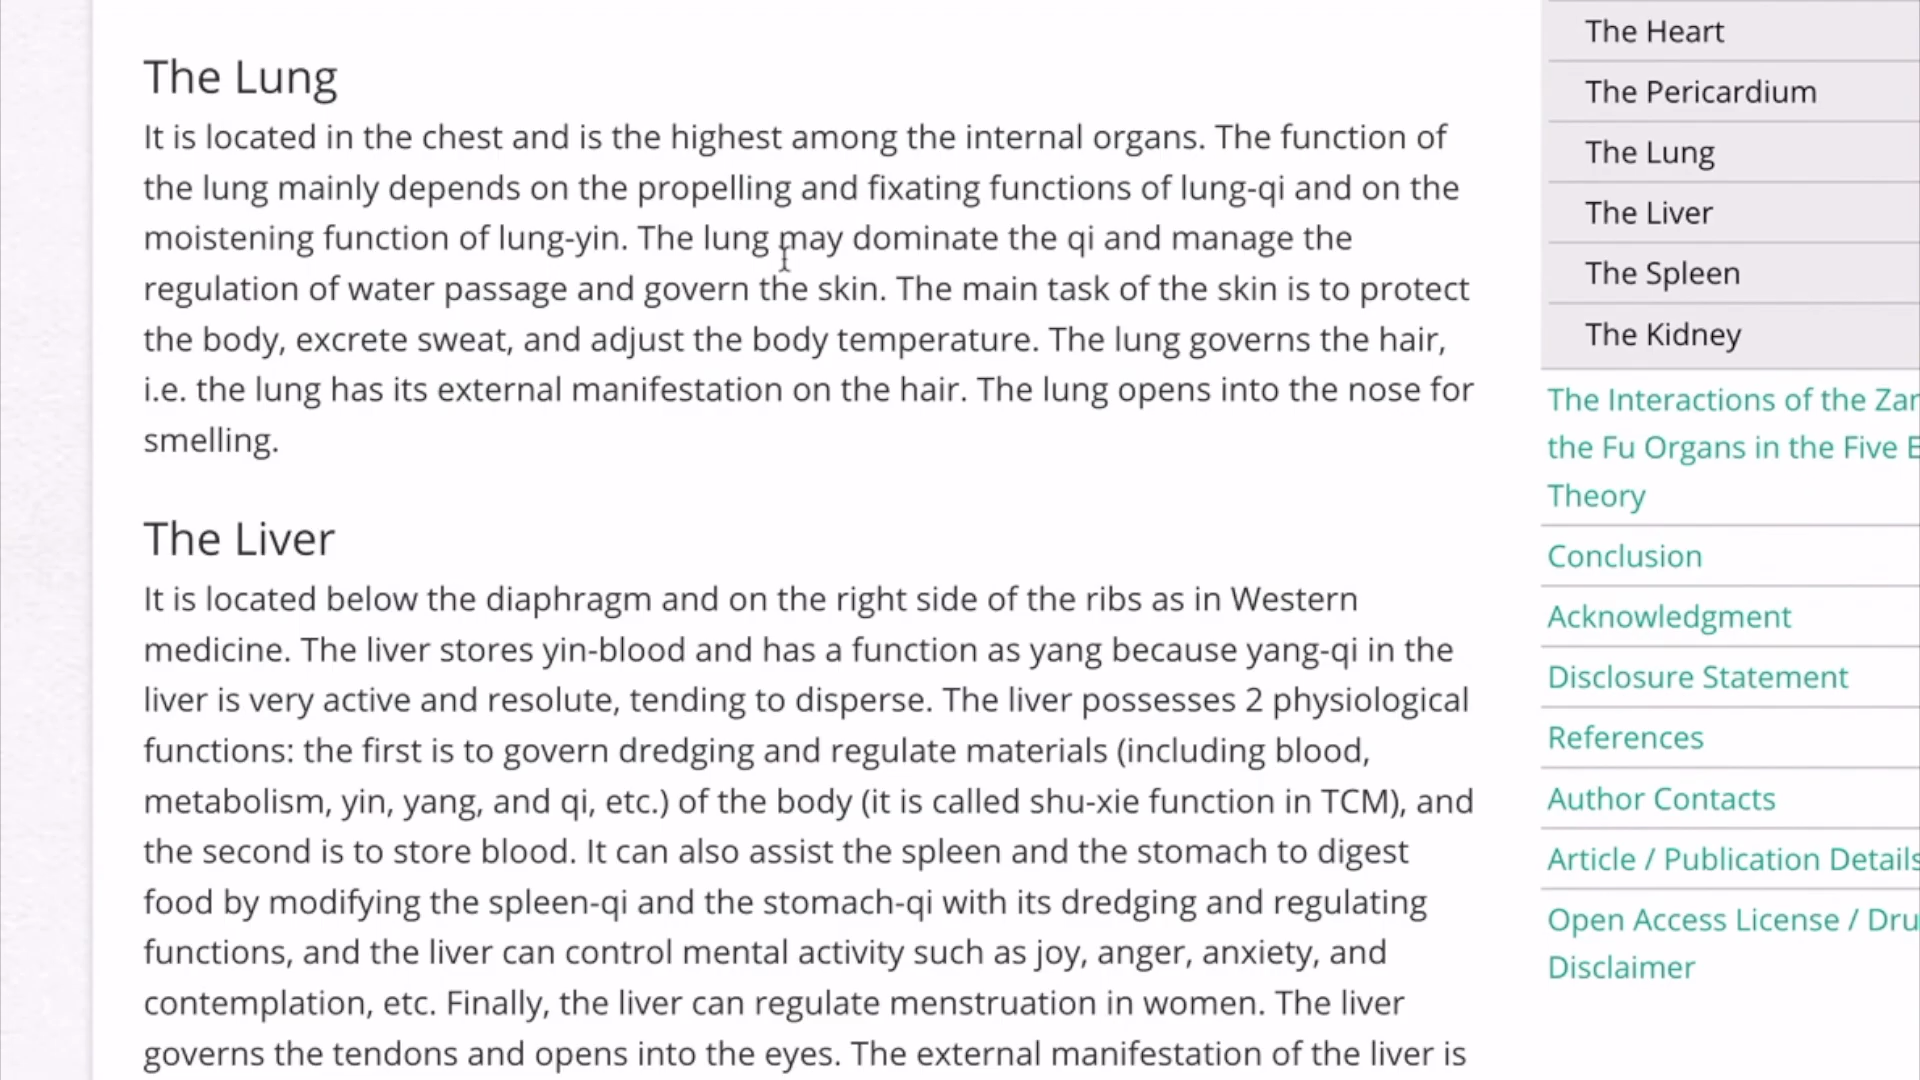 The Lung
It is located in the chest and is the highest among the internal organs. The function of
the lung mainly depends on the propelling and fixating functions of lung-qi and on the
moistening function of lung-yin. The lung may dominate the qi and manage the
regulation of water passage and govern the skin. The main task of the skin is to protect
the body, excrete sweat, and adjust the body temperature. The lung governs the hair,
i.e. the lung has its external manifestation on the hair. The lung opens into the nose for
smelling.
The Liver
It is located below the diaphragm and on the right side of the ribs as in Western
medicine. The liver stores yin-blood and has a function as yang because yang-qi in the
liver is very active and resolute, tending to disperse. The liver possesses 2 physiological
functions: the first is to govern dredging and regulate materials (including blood,
metabolism, yin, yang, and qi, etc.) of the body (it is called shu-xie function in TCM), and
the second is to store blood. It can also assist the spleen and the stomach to digest
food by modifying the spleen-qi and the stomach-qi with its dredging and regulating
functions, and the liver can control mental activity such as joy, anger, anxiety, and
contemplation, etc. Finally, the liver can regulate menstruation in women. The liver
governs the tendons and opens into the eyes. The external manifestation of the liver is
The Heart
The Pericardium
The Lung
The Liver
The Spleen
The Kidney
The Interactions of the
the Fu Organs in the Five
Theory
Conclusion
Acknowledgment
Disclosure Statement
References
Author Contacts
Article / Publication Details
Open Access License /
Disclaimer